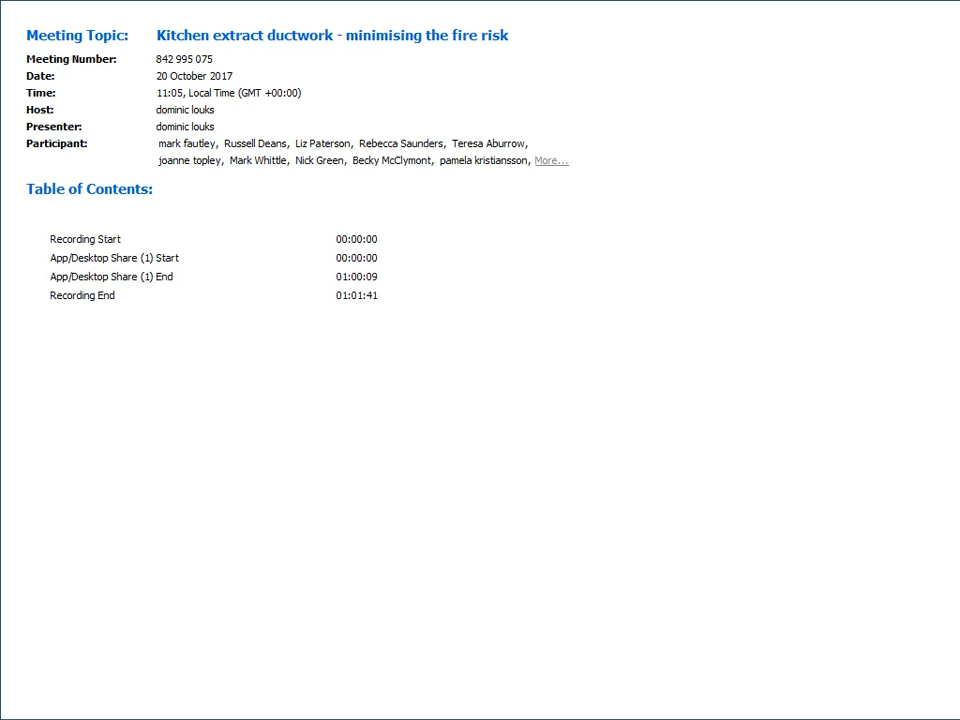 Meeting Topic: Kitchen extract ductwork - minimising the fire risk
Meeting Number: 842 995 075
Date: 20 October 2017
Time: 11:05, Local Time (GMT +00:00)
Host: dominic louks
Presenter: dominic louks
Participant: mark fautley, Russell Deans, Liz Paterson, Rebecca Saunders, Teresa Aburrow,
joanne topley, Mark Whittle, Nick Green, Becky McClymont, pamela kristiansson, More...
Table of Contents:
Recording Start 00:00:00
App/Desktop Share (1) Start 00:00:00
App/Desktop Share (1) End 01:00:09
Recording End 01:01:41